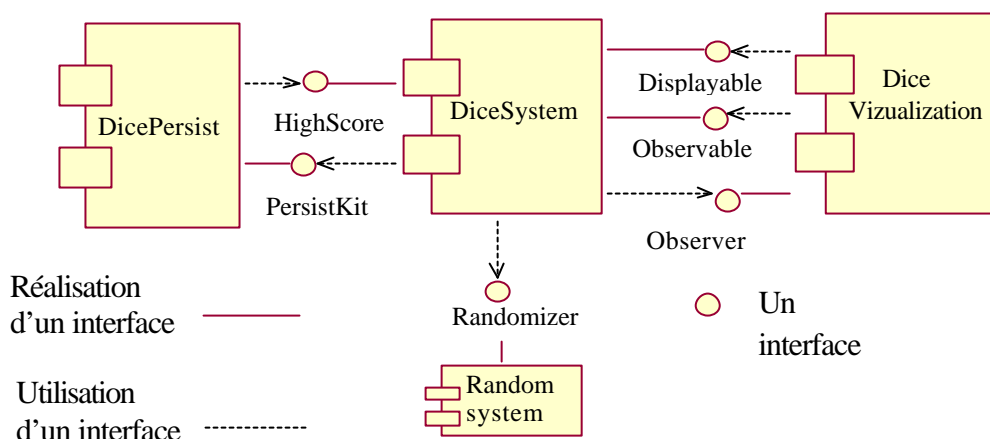 DicePersist
HighScore
PersistKit
DiceSystem
Displayable
Observable
Observer
Dice
Vizualization
Randomizer
Random
system
Réalisation
d'un interface
Utilisation
d'un interface
Un
interface